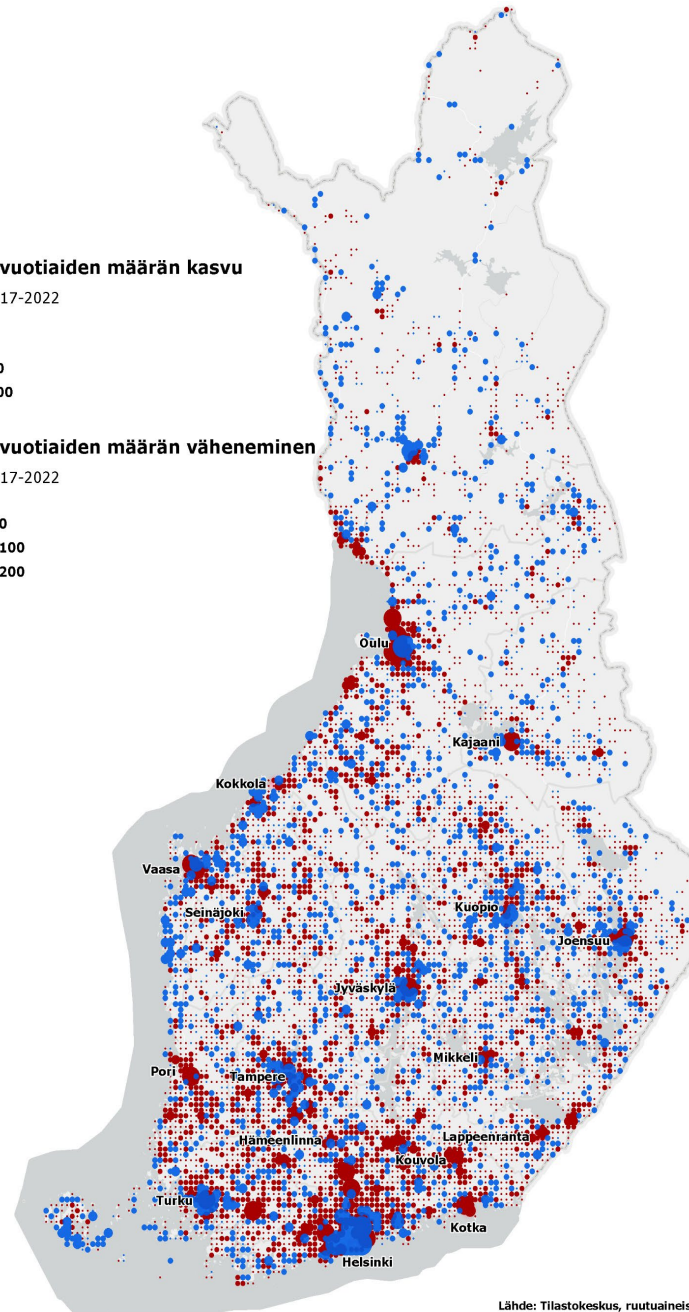 vuotiaiden määrän kasvu
17-2022
0
00
vuotiaiden määrän väheneminen
17-2022
0
100
200
Oulu
Kajaani
Kokkola
Vaasa
Seinäjoki
Kuopio
Joensuu
Jyväskylä
Pori
Tampere
Mikkeli
Hämeenlinna
Lappeenranta
Kouvola
Turku
Kotka
Helsinki
Lähde: Tilastokeskus, ruutuaineis